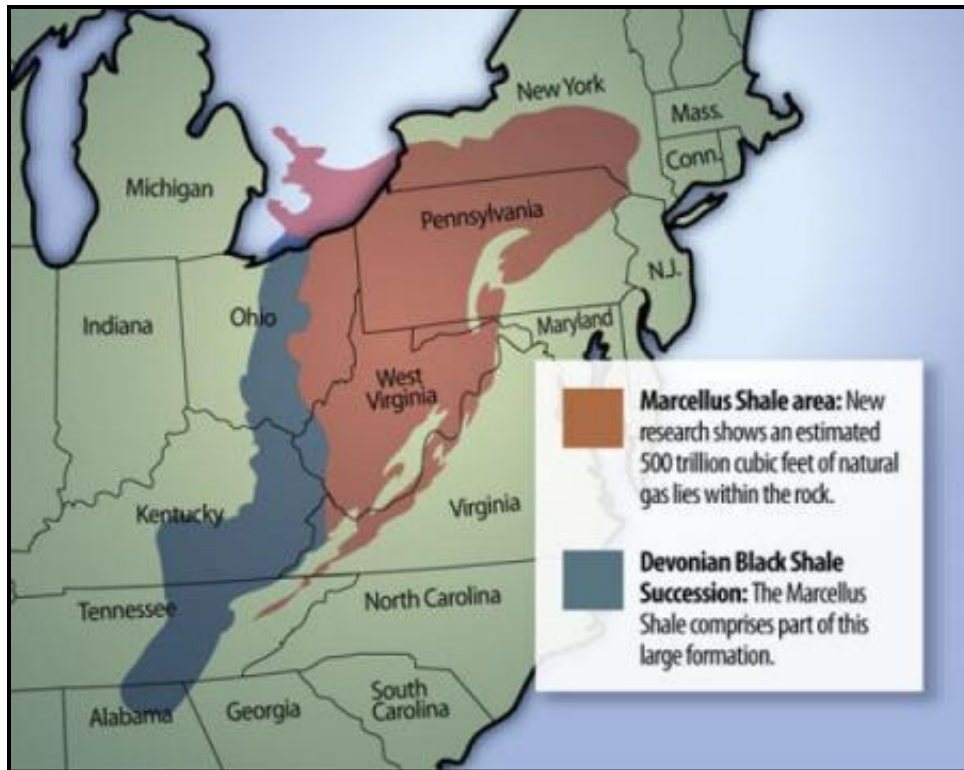 New York
Mass.
Conn.
Michigan
Pennsylvania
N.J.
Ohio
Indiana
Maryland
West
Virginia
Marcellus Shale area: New
research shows an estimated
500 trillion cubic feet of natural
gas lies within the rock.
Virginia
Kentucky
Devonian Black Shale
Succession: The Marcellus
Shale comprises part of this
large formation.
North Carolina
Tennessee
South
Carolina
Alabama
Georgia